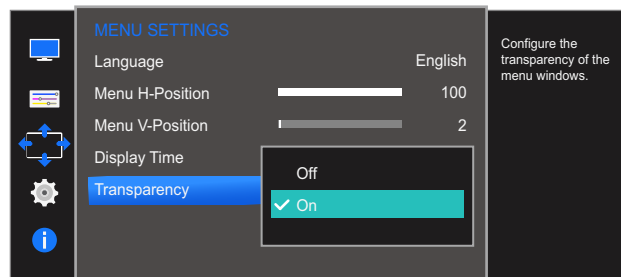 MENU SETTINGS
Language English
Menu H-Position 100
Menu V-Position 2
Display Time
Transparency
Off
On
Configure the
transparency of the
menu windows.